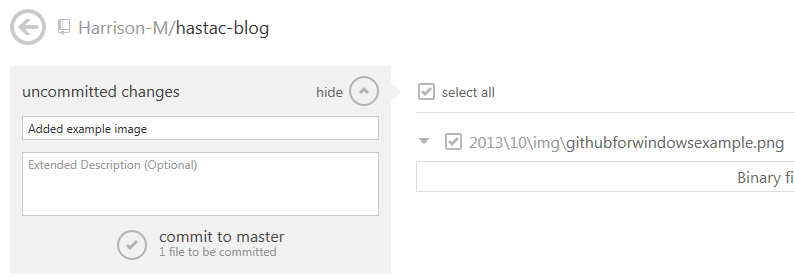 Harrison-M/hastac-blog
uncommitted changes
hide
Added example image
Extended Description (Optional)
commit to master
1 file to be committed
select all
2013\10\img\githubforwindowsexample.png
Binary fi